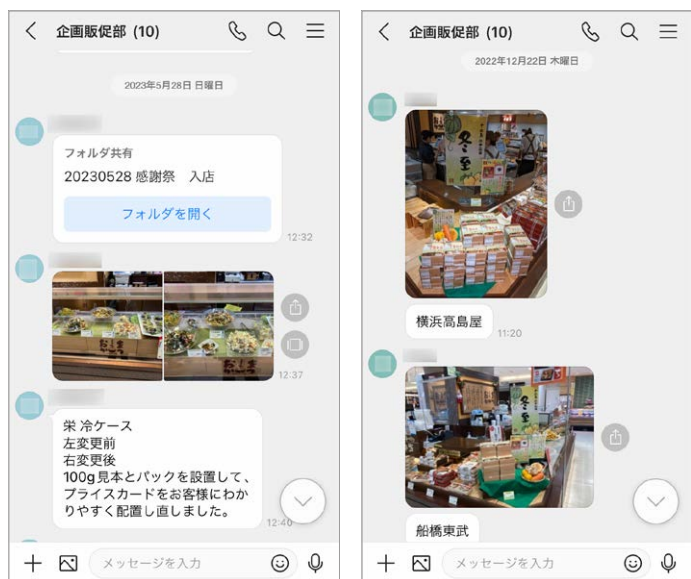 企画販促部 (10)
2023年5月28日 日曜日
フォルダ共有
20230528 感謝祭　入店
フォルダを開く
12:32
12:37
栄 冷ケース
左変更前
右変更後
100g見本とパックを設置して、
プライスカードをお客様にわか
りやすく配置し直しました。
12:40
メッセージを入力
企画販促部 (10)
2022年12月22日 木曜日
冬至
横浜高島屋
11:20
冬至
船橋東武
メッセージを入力